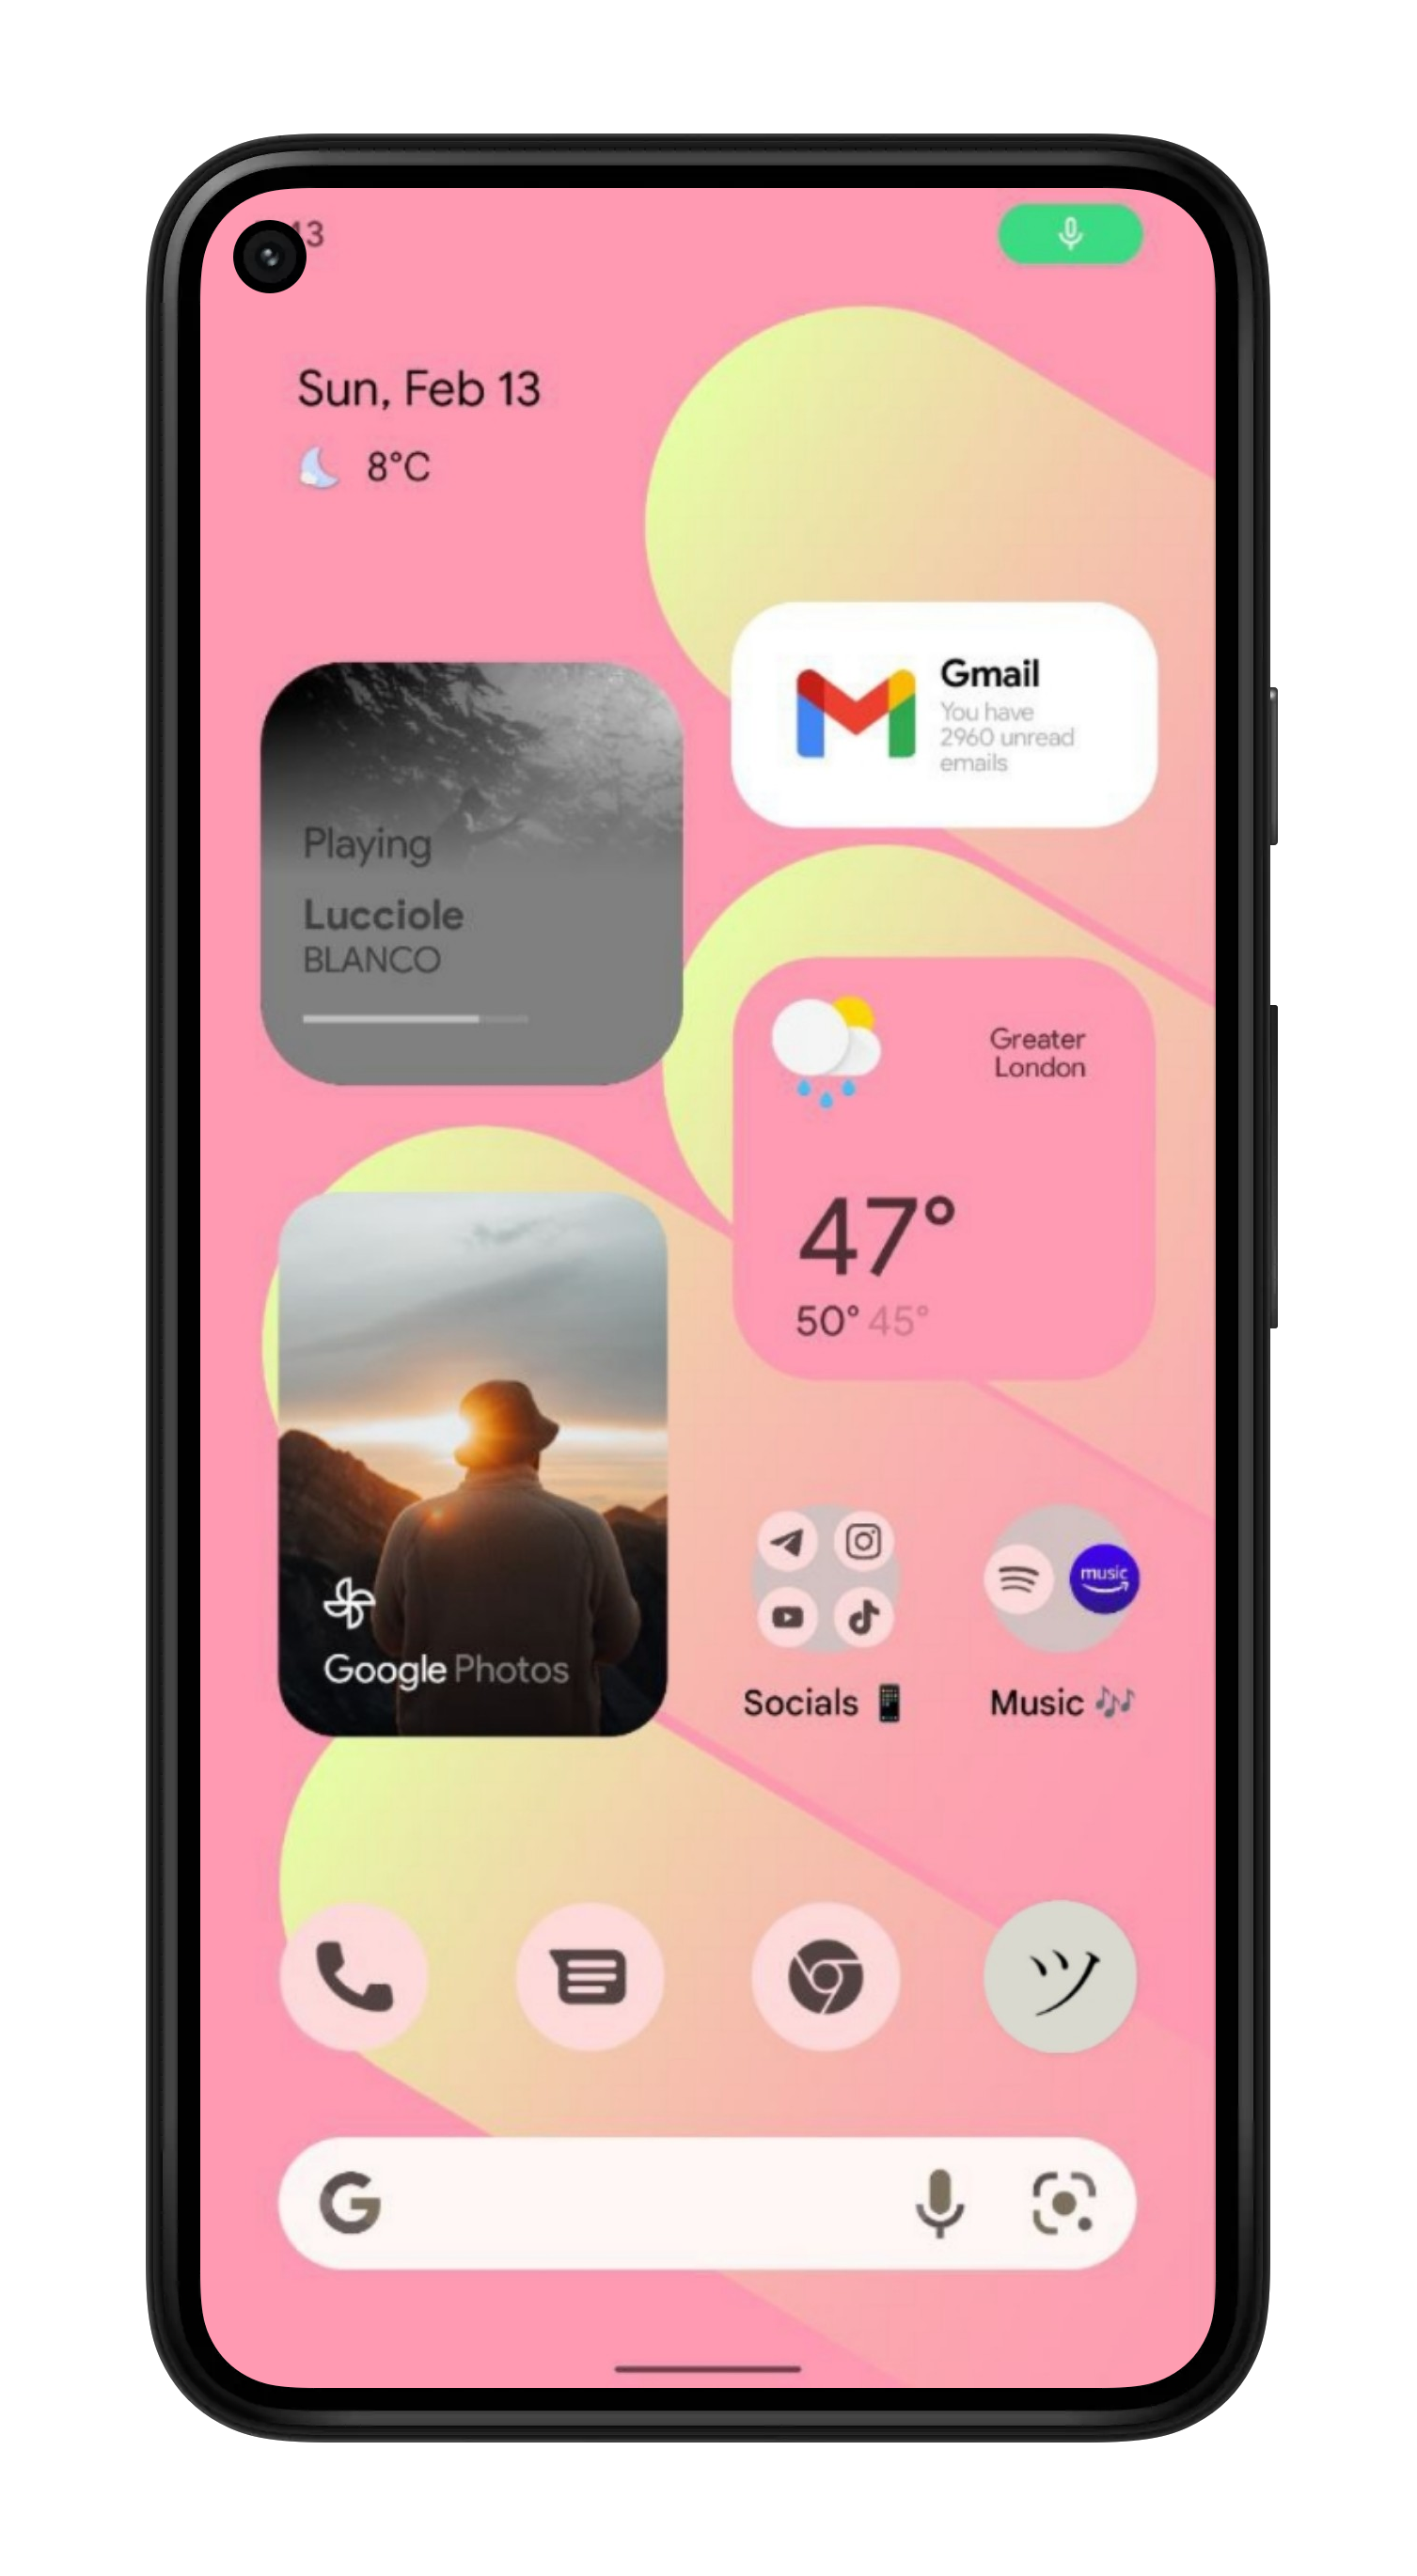 Sun, Feb 13
8°C
Gmail
You have
2960 unread
emails
Playing
Lucciole
BLANCO
Greater
London
47°
50° 45°
Google Photos
music
Socials 📱
Music 🎶
ツ
G